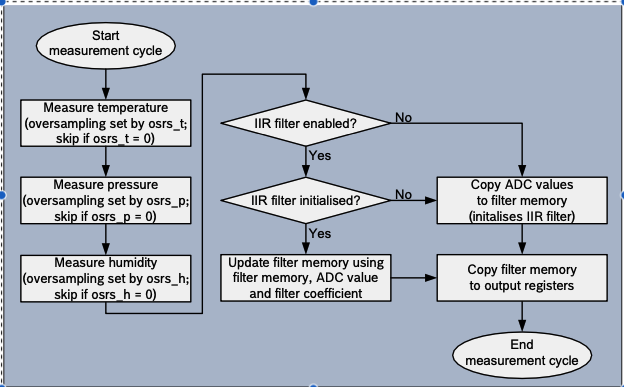 Start
measurement cycle
Measure temperature
(oversampling set by osrs_t;
skip if osrs_t = 0)
Measure pressure
(oversampling set by osrs_p;
skip if osrs_p = 0)
Measure humidity
(oversampling set by osrs_h;
skip if osrs_h = 0)
IIR filter enabled?
No
Yes
IIR filter initialised?
No
Yes
Update filter memory using
filter memory, ADC value
and filter coefficient
Copy ADC values
to filter memory
(initalises IIR filter)
Copy filter memory
to output registers
End
measurement cycle